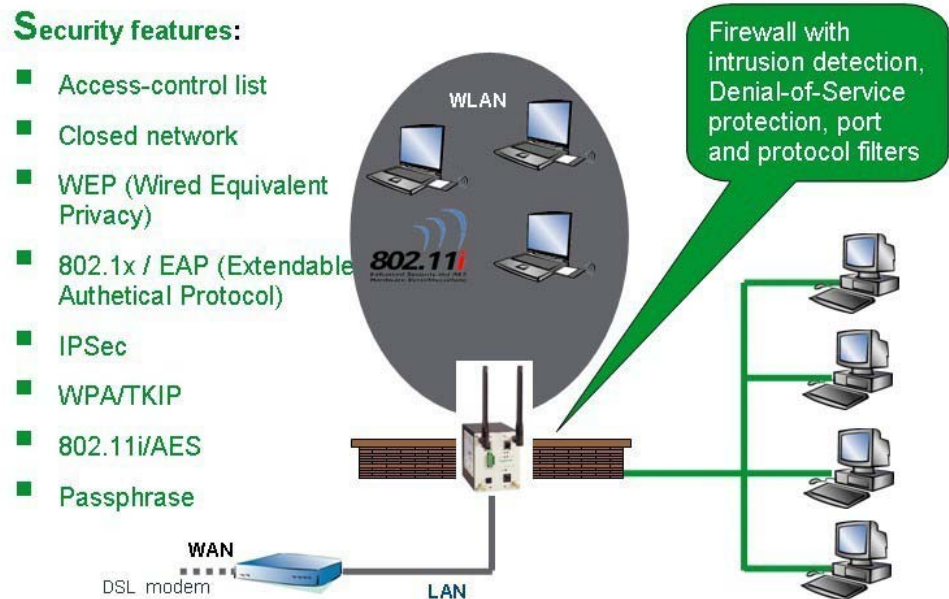 Security features:
Access-control list
Closed network
WEP (Wired Equivalent
Privacy)
802.1x / EAP (Extendable
Authetical Protocol)
IPSec
WPA/TKIP
802.11i/AES
Passphrase
WLAN
802.11i
Firewall with
intrusion detection,
Denial-of-Service
protection, port
and protocol filters
WAN
DSL modem
LAN